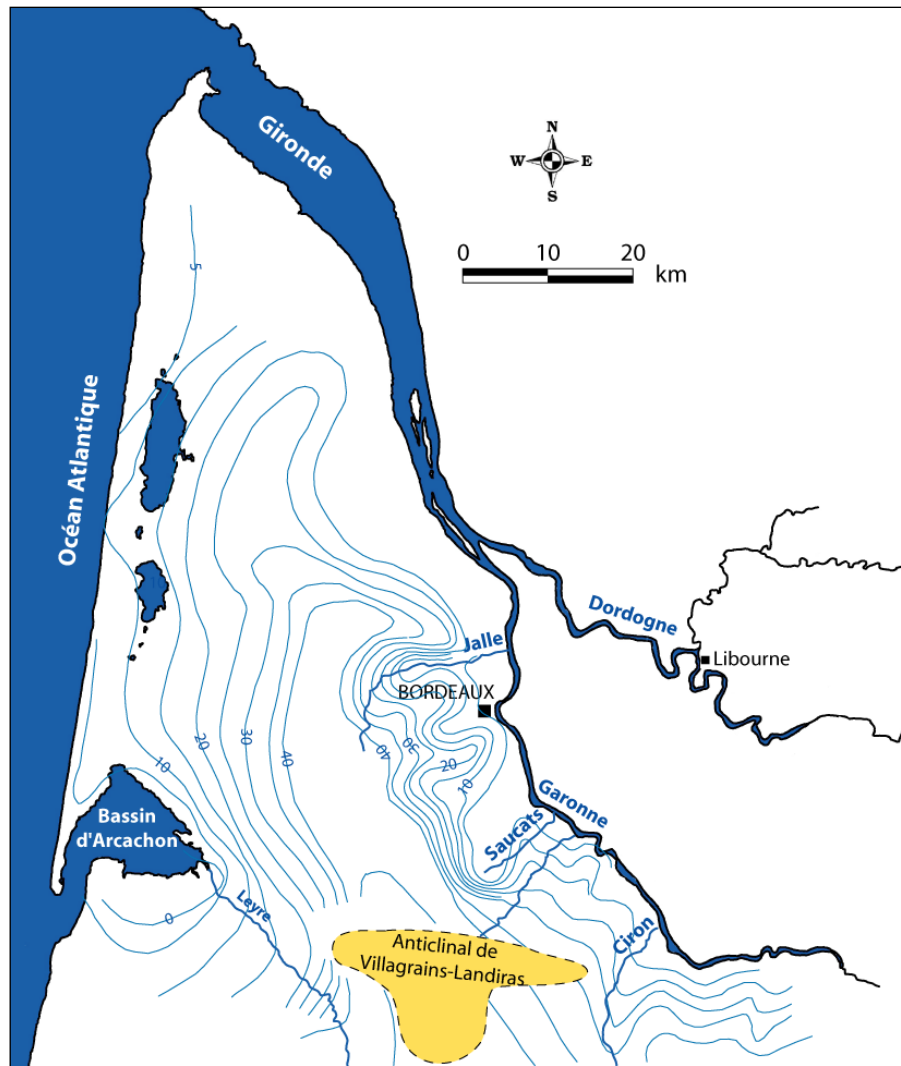 Gironde
N
W
E
S
0 10 20
km
5
Océan Atlantique
Dordogne
Libourne
Jalle
BORDEAUX
10
20
30
40
40
30
20
10
Garonne
Bassin
d'Arcachon
Saucats
Leyre
0
Ciron
Anticlinal de
Villagrains-Landiras